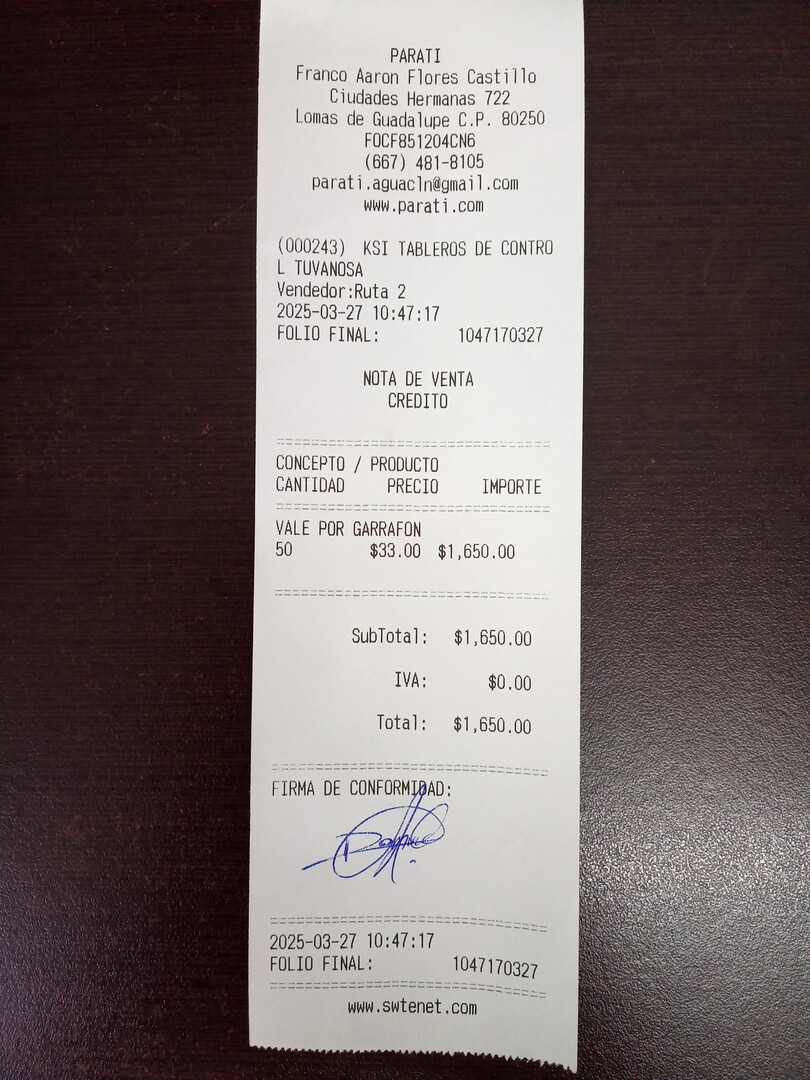 PARATI
Franco Aaron Flores Castillo
Ciudades Hermanas 722
Lomas de Guadalupe C.P. 80250
FOCF851204CN6
(667) 481-8105
parati.aguacln@gmail.com
www.parati.com
(000243) KSI TABLEROS DE CONTRO
L TUVANOSA
Vendedor:Ruta 2
2025-03-27 10:47:17
FOLIO FINAL: 1047170327
NOTA DE VENTA
CREDITO
CONCEPTO / PRODUCTO
CANTIDAD PRECIO IMPORTE
VALE POR GARRAFON
50 $33.00 $1,650.00
SubTotal: $1,650.00
IVA: $0.00
Total: $1,650.00
FIRMA DE CONFORMIDAD:
2025-03-27 10:47:17
FOLIO FINAL: 1047170327
www.swtenet.com